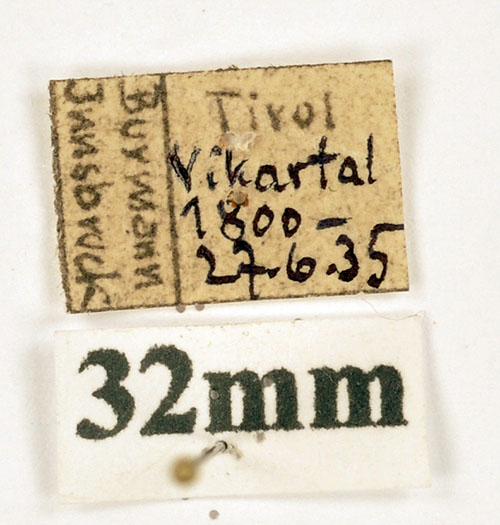 Burmann
Innsbruck
Tirol
Vikartal
1800-
27.6.35
32mm